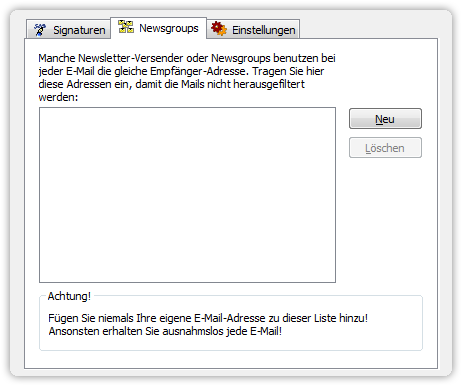 Signaturen
Newsgroups
Einstellungen
Manche Newsletter-Versender oder Newsgroups benutzen bei
jeder E-Mail die gleiche Empfänger-Adresse. Tragen Sie hier
diese Adressen ein, damit die Mails nicht herausgefiltert
werden:
Neu
Löschen
Achtung!
Fügen Sie niemals Ihre eigene E-Mail-Adresse zu dieser Liste hinzu!
Ansonsten erhalten Sie ausnahmslos jede E-Mail!